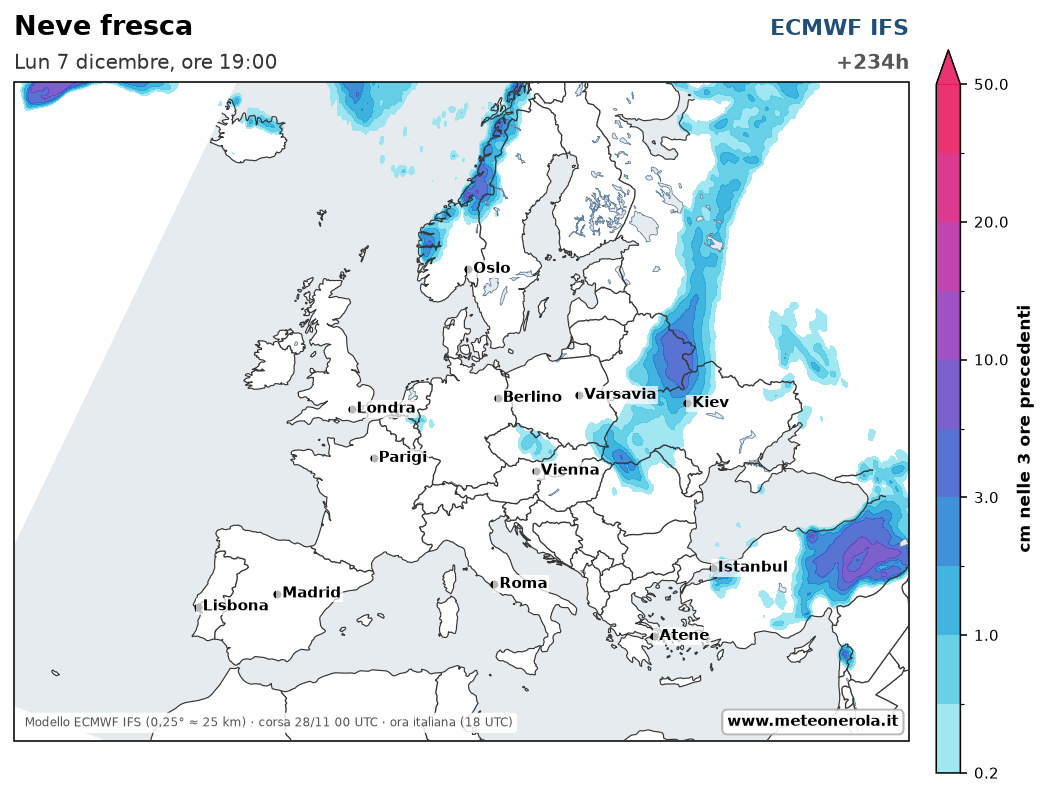 Neve fresca
ECMWF IFS
Lun 7 dicembre, ore 19:00
+234h
50.0
20.0
10.0
3.0
1.0
0.2
cm nelle 3 ore precedenti
Oslo
Berlino
Varsavia
Kiev
Londra
Parigi
Vienna
Istanbul
Roma
Madrid
Lisbona
Atene
Modello ECMWF IFS (0,25° ≈ 25 km) · corsa 28/11 00 UTC · ora italiana (18 UTC)
www.meteonerola.it